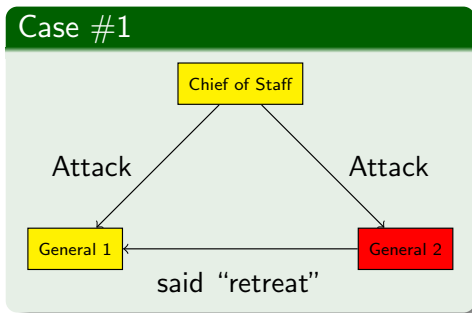 Case #1
Chief of Staff
Attack Attack
General 1 General 2
said “retreat”